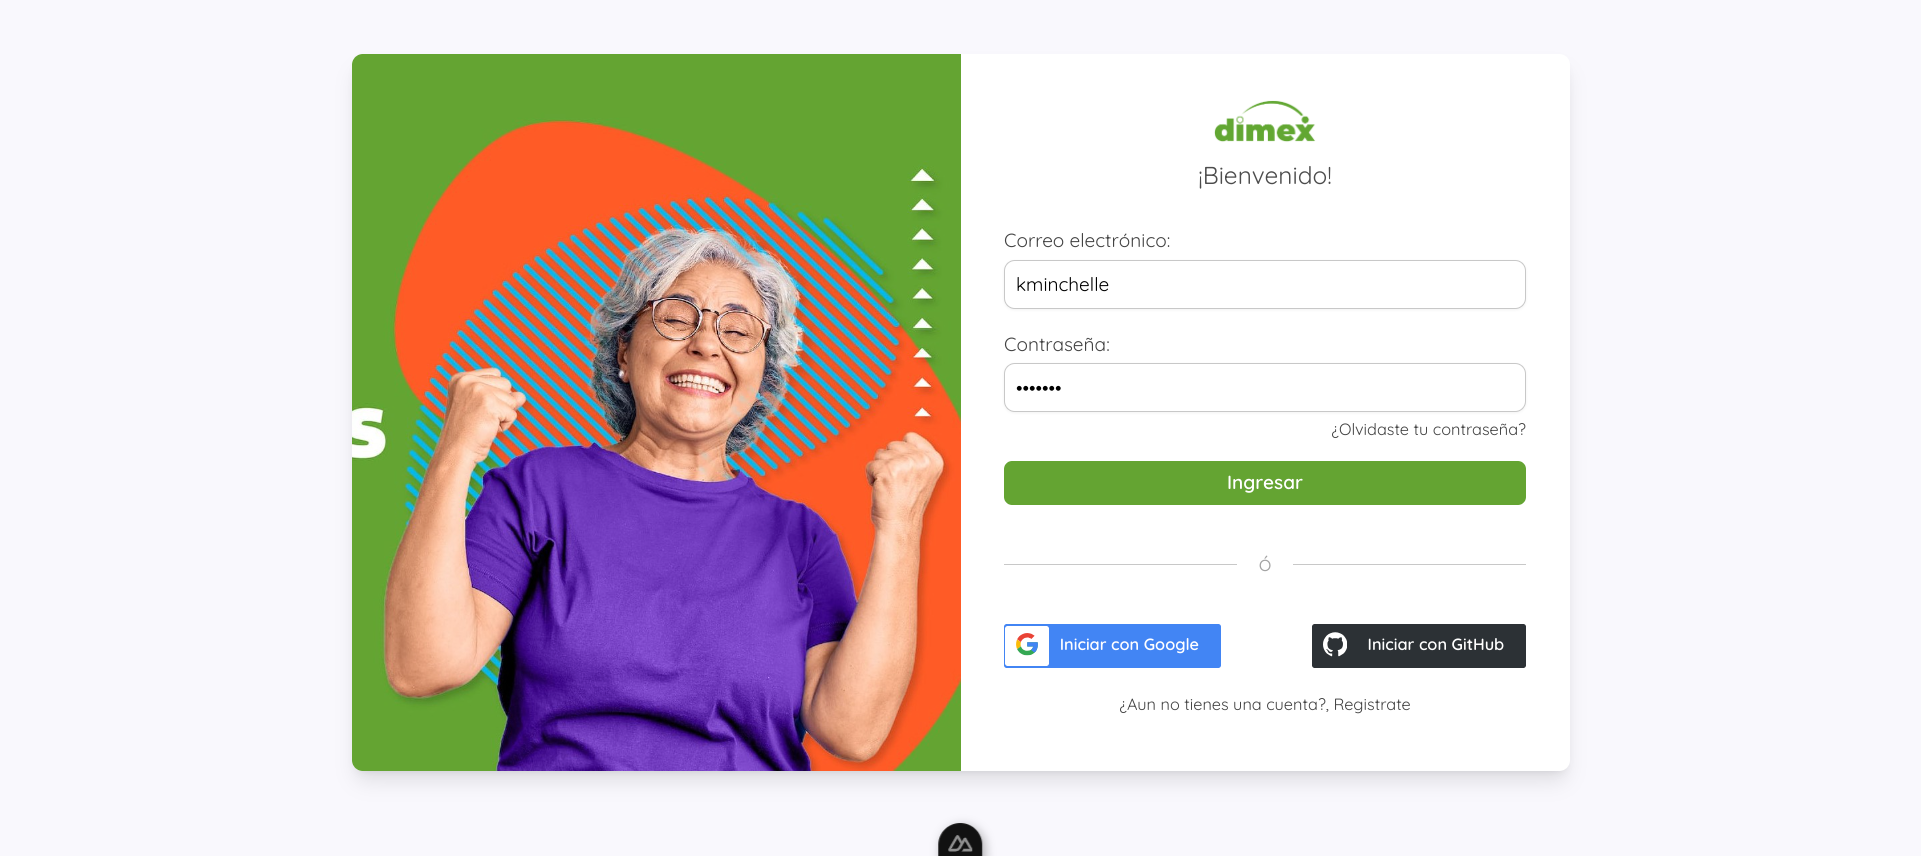 s
dimex
¡Bienvenido!
Correo electrónico:
kminchelle
Contraseña:
•••••••
¿Olvidaste tu contraseña?
Ingresar
Ó
Iniciar con Google
Iniciar con GitHub
¿Aun no tienes una cuenta?, Registrate